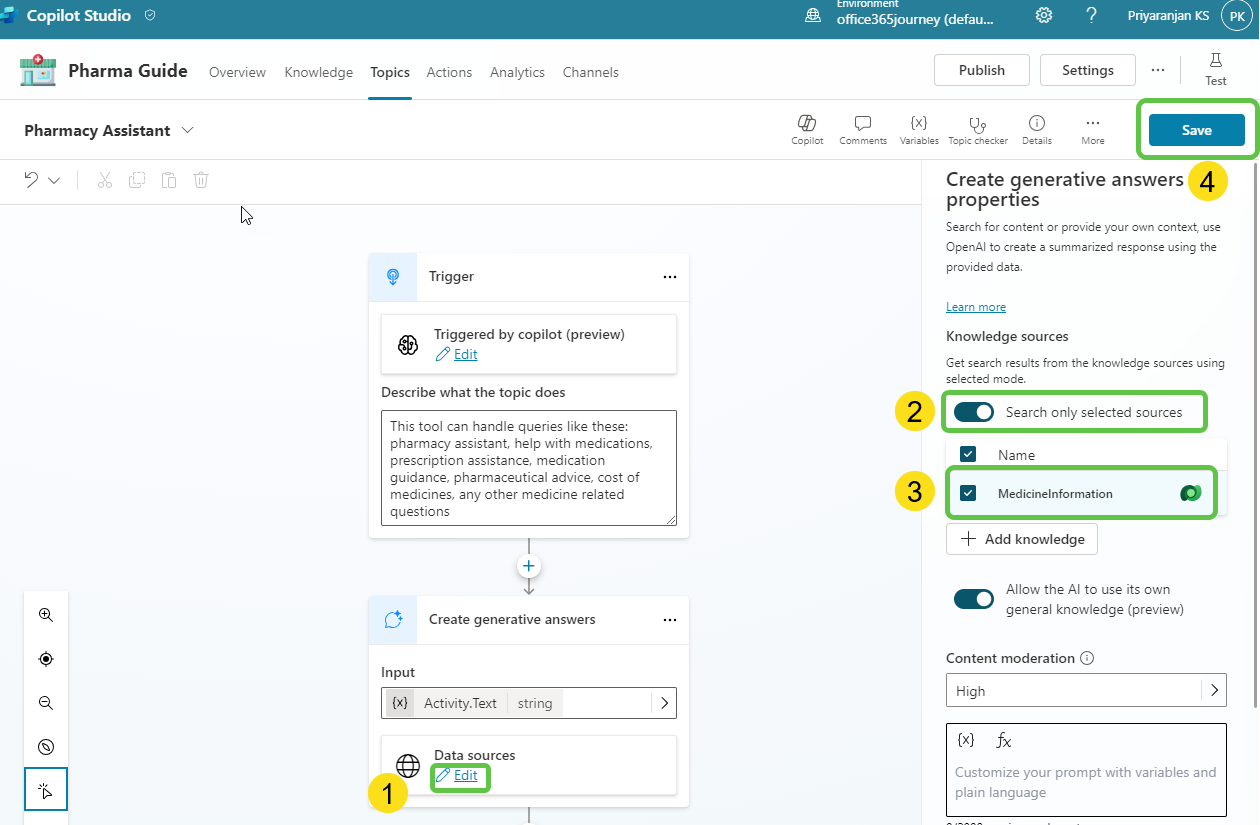 Copilot Studio
Environment
office365journey (defau...
?
Priyaranjan KS
PK
Pharma Guide
Overview
Knowledge
Topics
Actions
Analytics
Channels
Publish
Settings
...
Test
Pharmacy Assistant
Copilot
Comments
{x}
Variables
Topic checker
Details
...
More
Save
4
Create generative answers
properties
Search for content or provide your own context, use
OpenAI to create a summarized response using the
provided data.
Learn more
Knowledge sources
Get search results from the knowledge sources using
selected mode.
2
Search only selected sources
Name
3
MedicineInformation
Add knowledge
Allow the AI to use its own
general knowledge (preview)
Content moderation
High
{x} fx
Customize your prompt with variables and
plain language
Trigger
...
Triggered by copilot (preview)
Edit
Describe what the topic does
This tool can handle queries like these:
pharmacy assistant, help with medications,
prescription assistance, medication
guidance, pharmaceutical advice, cost of
medicines, any other medicine related
questions
Create generative answers
...
Input
{x} Activity.Text string
Data sources
Edit
1